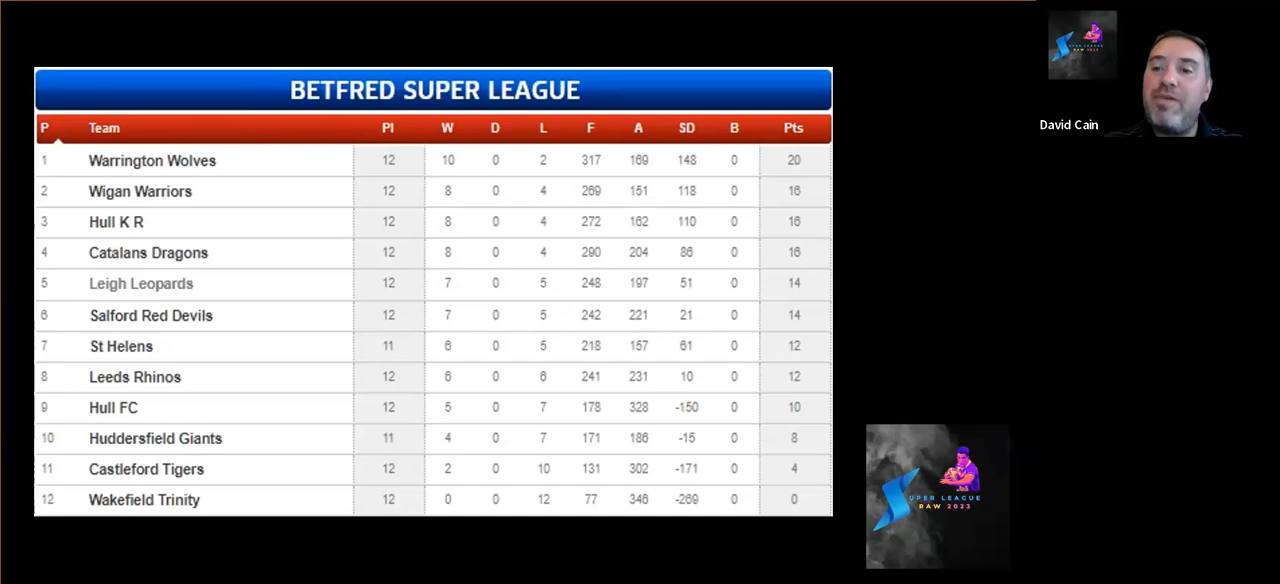 BETFRED SUPER LEAGUE
P Team Pl W D L F A SD B Pts
1 Warrington Wolves 12 10 0 2 317 169 148 0 20
2 Wigan Warriors 12 8 0 4 269 151 118 0 16
3 Hull K R 12 8 0 4 272 162 110 0 16
4 Catalans Dragons 12 8 0 4 290 204 86 0 16
5 Leigh Leopards 12 7 0 5 248 197 51 0 14
6 Salford Red Devils 12 7 0 5 242 221 21 0 14
7 St Helens 11 6 0 5 218 157 61 0 12
8 Leeds Rhinos 12 6 0 6 241 231 10 0 12
9 Hull FC 12 5 0 7 178 328 -150 0 10
10 Huddersfield Giants 11 4 0 7 171 186 -15 0 8
11 Castleford Tigers 12 2 0 10 131 302 -171 0 4
12 Wakefield Trinity 12 0 0 12 77 346 -269 0 0
SUPER LEAGUE
RAW 2023
David Cain
SUPER LEAGUE
RAW 2023